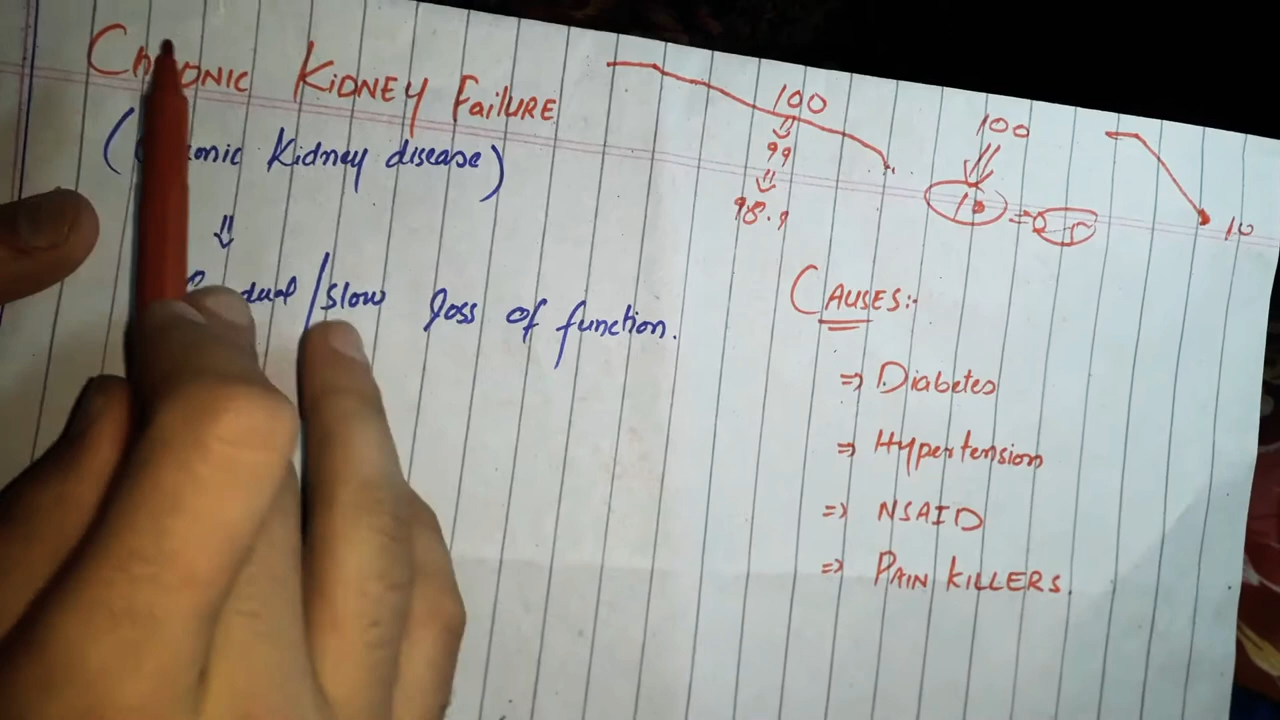 KIDNEY FAILURE
Kidney disease)
⇓
/slow loss of function.
100
⇓
99
⇓
98.9
100
10
10
CAUSES:-
⇒ Diabetes
⇒ Hypertension
⇒ NSAID
⇒ PAIN KILLERS.